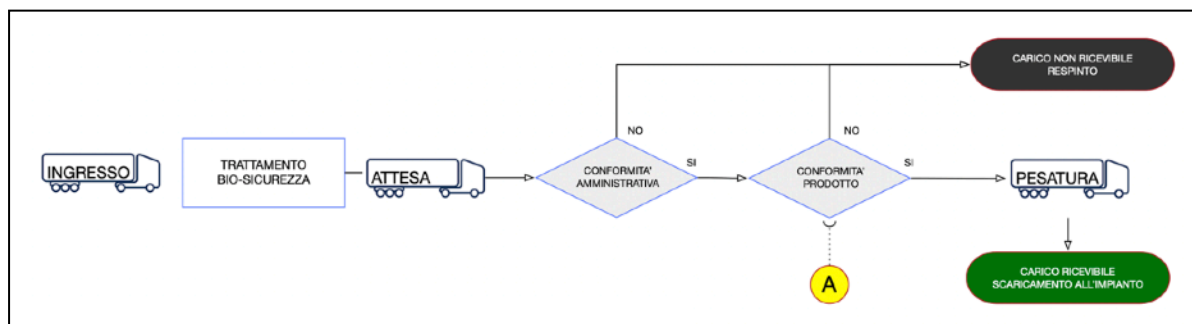 CARICO NON RICEVIBILE
RESPINTO
NO
NO
INGRESSO
TRATTAMENTO
BIO-SICUREZZA
ATTESA
CONFORMITA'
AMMINISTRATIVA
SI
CONFORMITA'
PRODOTTO
SI
PESATURA
A
CARICO RICEVIBILE
SCARICAMENTO ALL'IMPIANTO